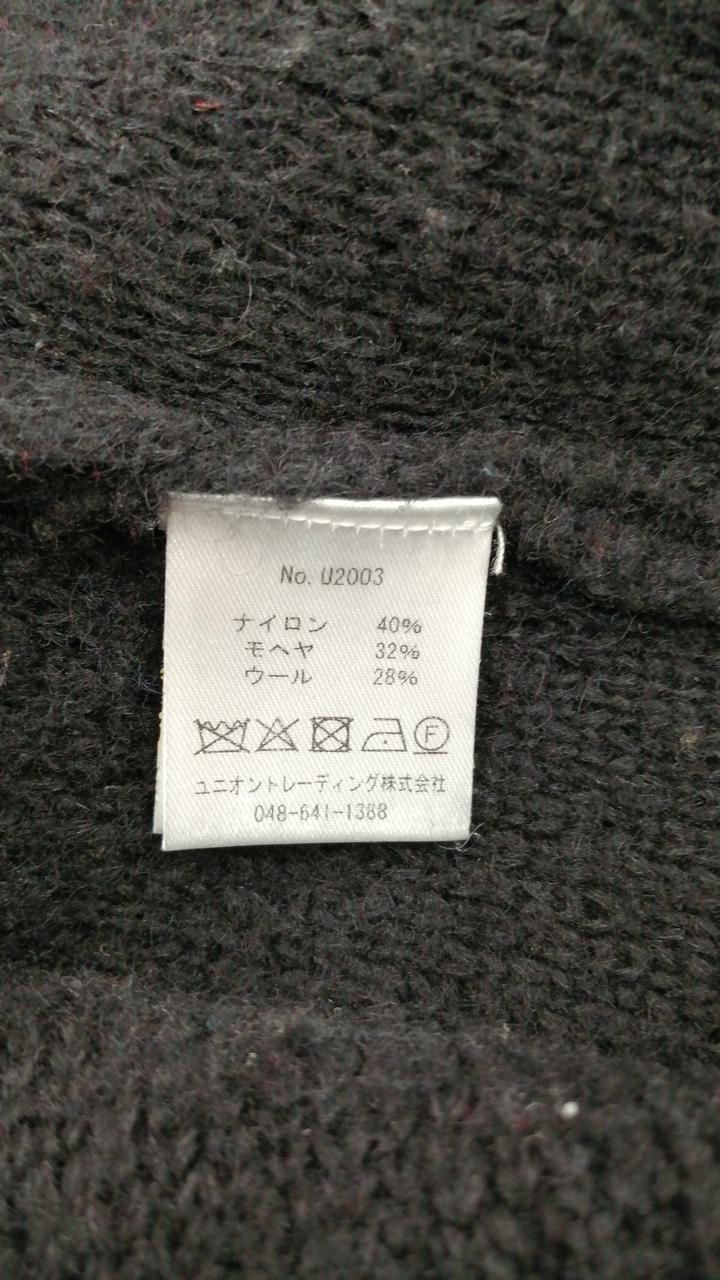 No. U2003
ナイロン 40%
モヘヤ 32%
ウール 28%
F
ユニオントレーディング株式会社
048-641-1388